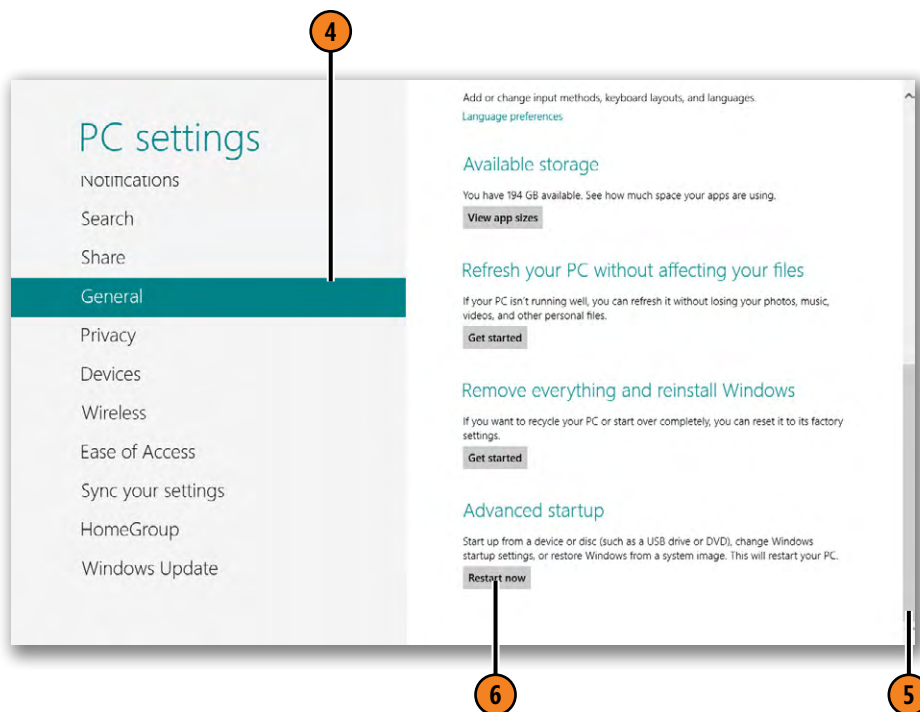 4
PC settings
Notifications
Search
Share
General
Privacy
Devices
Wireless
Ease of Access
Sync your settings
HomeGroup
Windows Update
Add or change input methods, keyboard layouts, and languages.
Language preferences
Available storage
You have 194 GB available. See how much space your apps are using.
View app sizes
Refresh your PC without affecting your files
If your PC isn't running well, you can refresh it without losing your photos, music,
videos, and other personal files.
Get started
Remove everything and reinstall Windows
If you want to recycle your PC or start over completely, you can reset it to its factory
settings.
Get started
Advanced startup
Start up from a device or disc (such as a USB drive or DVD), change Windows
startup settings, or restore Windows from a system image. This will restart your PC.
Restart now
6
5